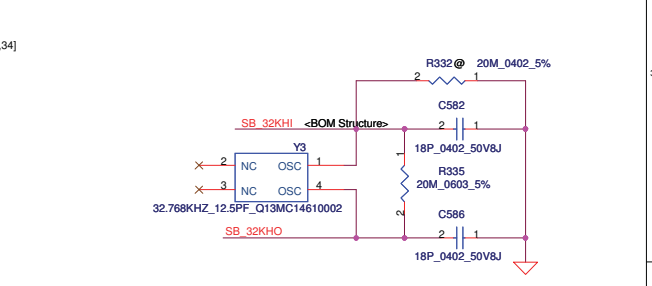 ,34]
R332@ 20M_0402_5%
2 1
C582
SB_32KHI <BOM Structure> 2 1
18P_0402_50V8J
Y3
2 NC OSC 1
1
R335
3 NC OSC 4
20M_0603_5%
32.768KHZ_12.5PF_Q13MC14610002
2
C586
SB_32KHO
2 1
18P_0402_50V8J